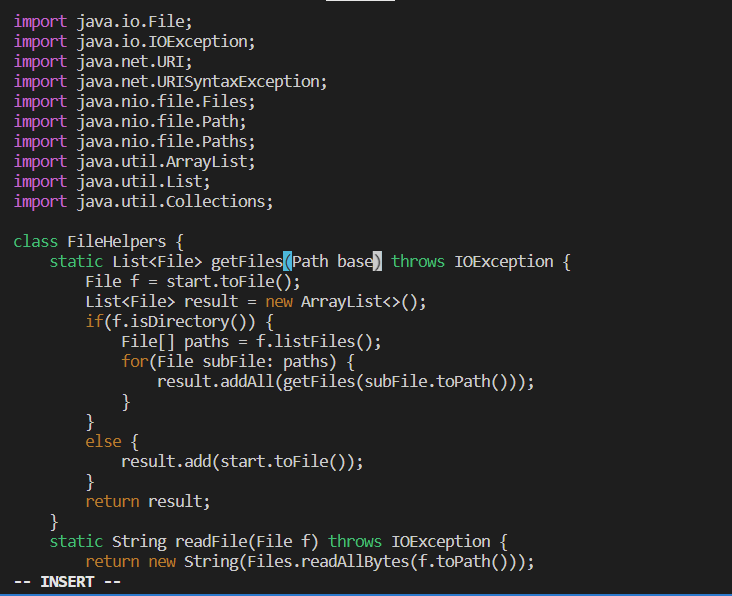 import java.io.File;
import java.io.IOException;
import java.net.URI;
import java.net.URISyntaxException;
import java.nio.file.Files;
import java.nio.file.Path;
import java.nio.file.Paths;
import java.util.ArrayList;
import java.util.List;
import java.util.Collections;

class FileHelpers {
    static List<File> getFiles(Path base) throws IOException {
        File f = start.toFile();
        List<File> result = new ArrayList<>();
        if(f.isDirectory()) {
            File[] paths = f.listFiles();
            for(File subFile: paths) {
                result.addAll(getFiles(subFile.toPath()));
            }
        }
        else {
            result.add(start.toFile());
        }
        return result;
    }
    static String readFile(File f) throws IOException {
        return new String(Files.readAllBytes(f.toPath()));
-- INSERT --